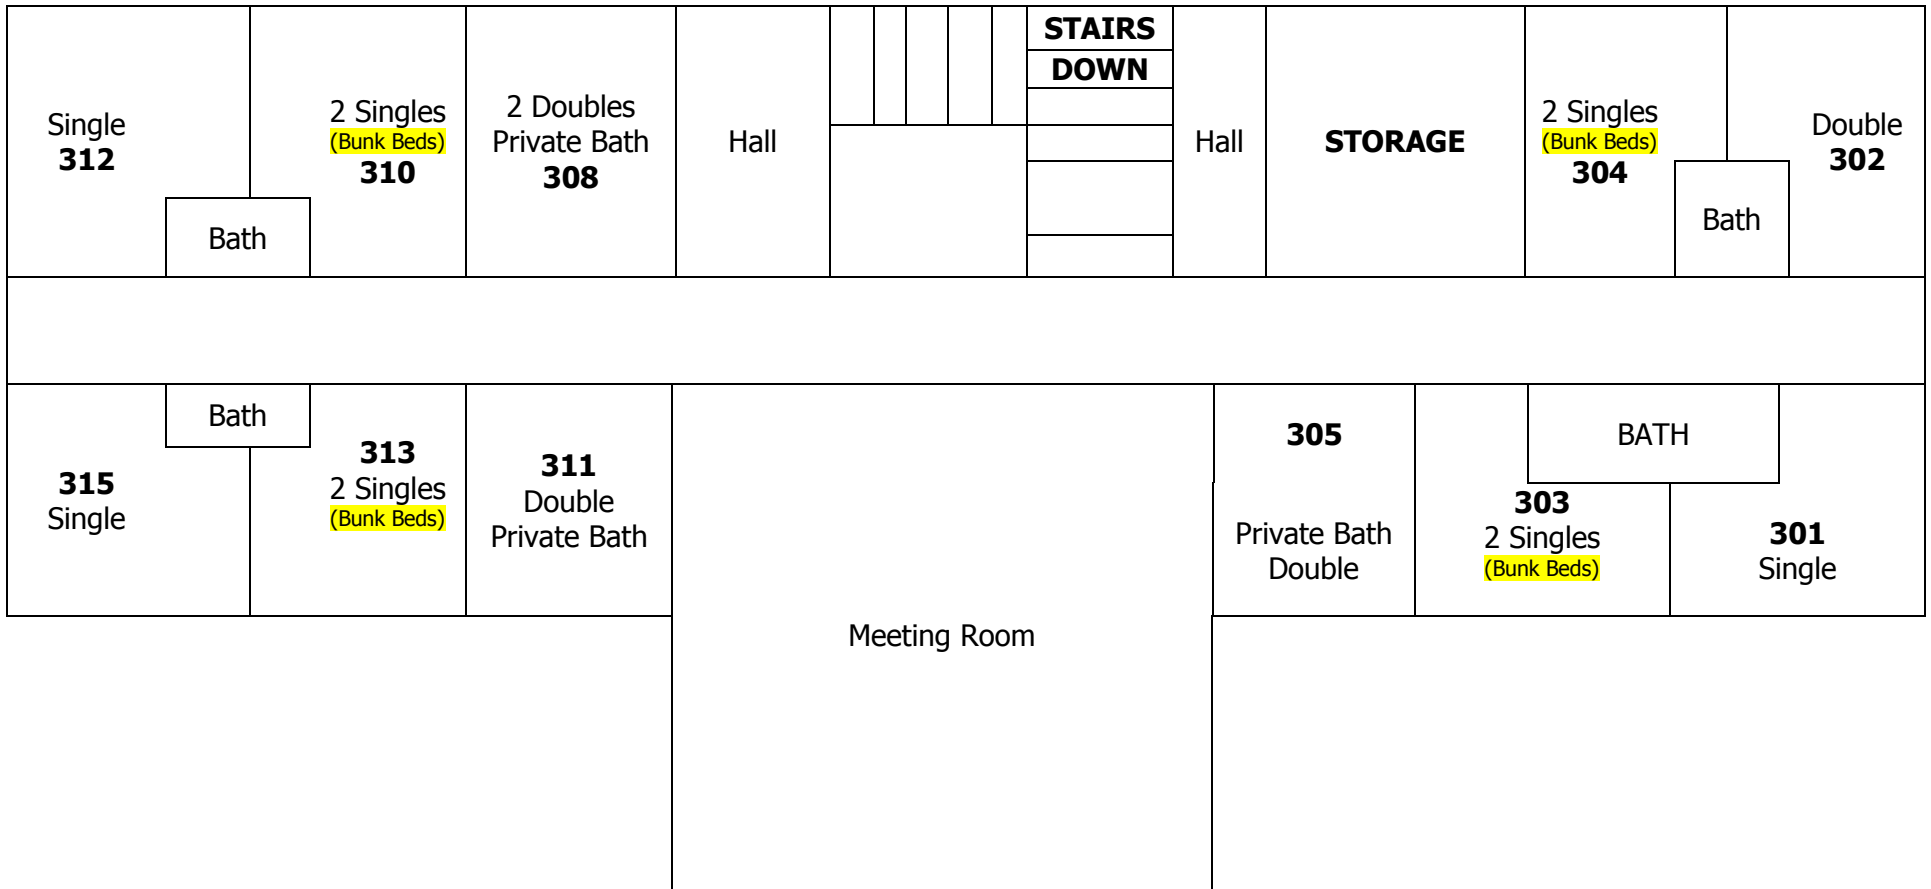 Single
312
Bath
2 Singles
(Bunk Beds)
310
2 Doubles
Private Bath
308
Hall
STAIRS
DOWN
Hall
STORAGE
2 Singles
(Bunk Beds)
304
Bath
Double
302
315
Single
Bath
313
2 Singles
(Bunk Beds)
311
Double
Private Bath
Meeting Room
305
Private Bath
Double
303
2 Singles
(Bunk Beds)
BATH
301
Single